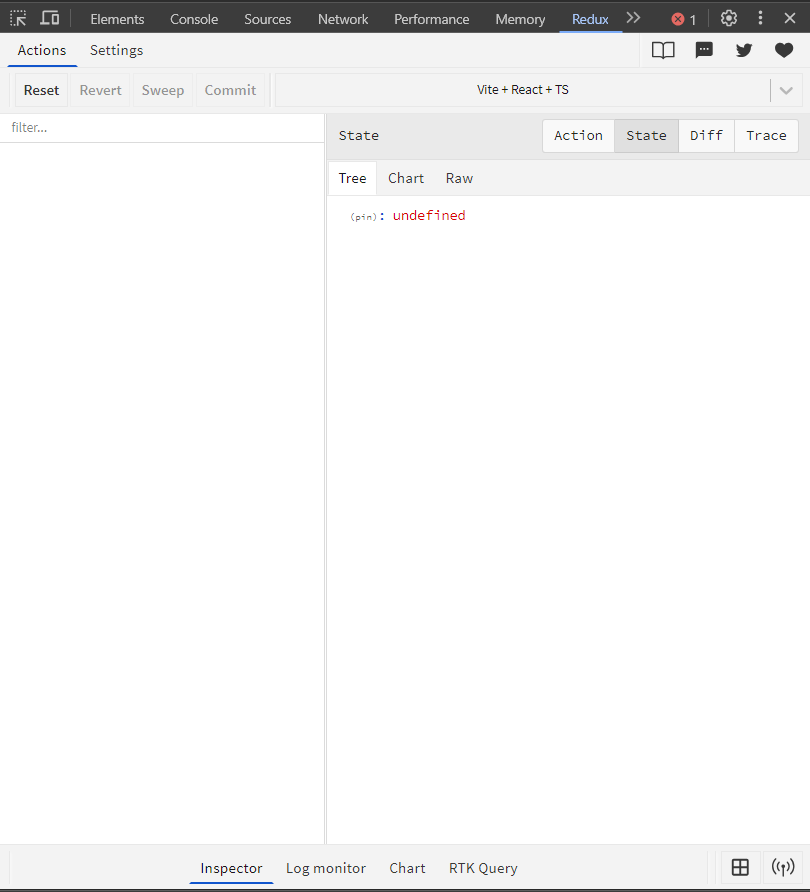 Elements Console Sources Network Performance Memory Redux 1
Actions Settings
Reset Revert Sweep Commit Vite + React + TS
filter...
State Action State Diff Trace
Tree Chart Raw
(pin): undefined
Inspector Log monitor Chart RTK Query